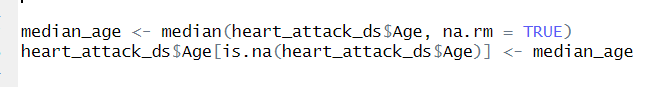 median_age <- median(heart_attack_ds$Age, na.rm = TRUE)
heart_attack_ds$Age[is.na(heart_attack_ds$Age)] <- median_age